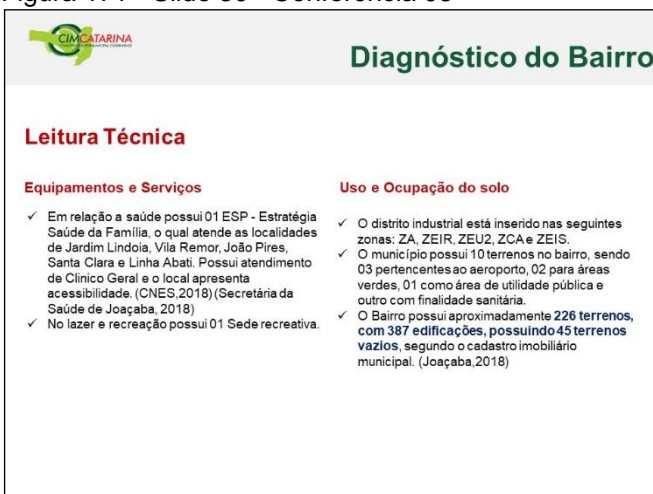 CIMCATARINA
Diagnóstico do Bairro
Leitura Técnica
Equipamentos e Serviços
✓ Em relação a saúde possui 01 ESP - Estratégia
Saúde da Família, o qual atende as localidades
de Jardim Lindoia, Vila Remor, João Pires,
Santa Clara e Linha Abati. Possui atendimento
de Clinico Geral e o local apresenta
acessibilidade. (CNES,2018) (Secretária da
Saúde de Joaçaba, 2018)
✓ No lazer e recreação possui 01 Sede recreativa.
Uso e Ocupação do solo
✓ O distrito industrial está inserido nas seguintes
zonas: ZA, ZEIR, ZEU2, ZCA e ZEIS.
✓ O município possui 10 terrenos no bairro, sendo
03 pertencentes ao aeroporto, 02 para áreas
verdes, 01 como área de utilidade pública e
outro com finalidade sanitária.
✓ O Bairro possui aproximadamente 226 terrenos,
com 387 edificações, possuindo 45 terrenos
vazios, segundo o cadastro imobiliário
municipal. (Joaçaba,2018)